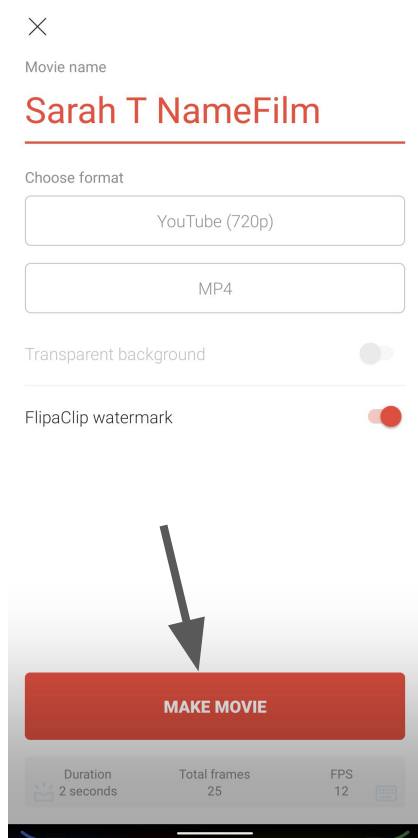 Movie name
Sarah T NameFilm
Choose format
YouTube (720p)
MP4
Transparent background
FlipaClip watermark
MAKE MOVIE
Duration Total frames FPS
2 seconds 25 12